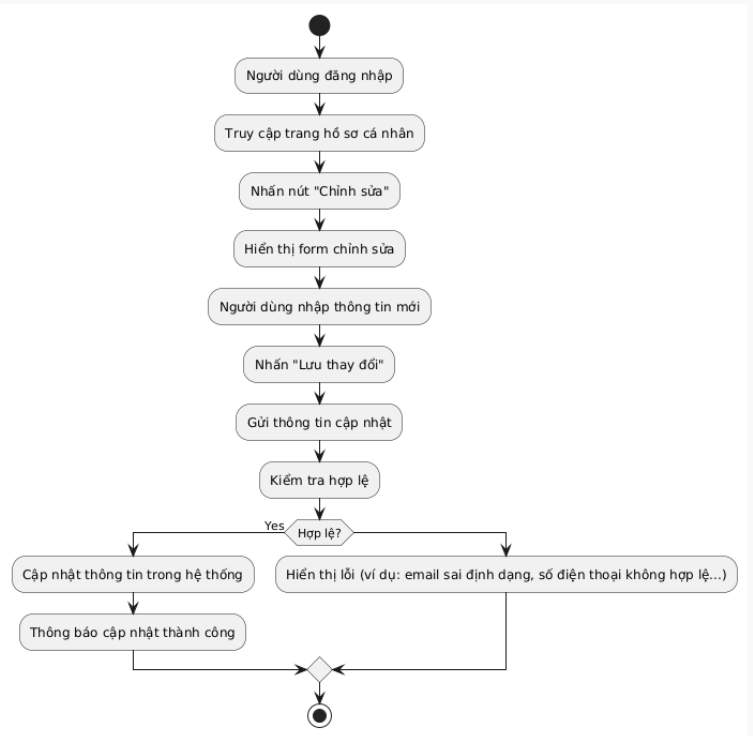 Người dùng đăng nhập
Truy cập trang hồ sơ cá nhân
Nhấn nút "Chỉnh sửa"
Hiển thị form chỉnh sửa
Người dùng nhập thông tin mới
Nhấn "Lưu thay đổi"
Gửi thông tin cập nhật
Kiểm tra hợp lệ
Yes
Hợp lệ?
Cập nhật thông tin trong hệ thống
Hiển thị lỗi (ví dụ: email sai định dạng, số điện thoại không hợp lệ...)
Thông báo cập nhật thành công